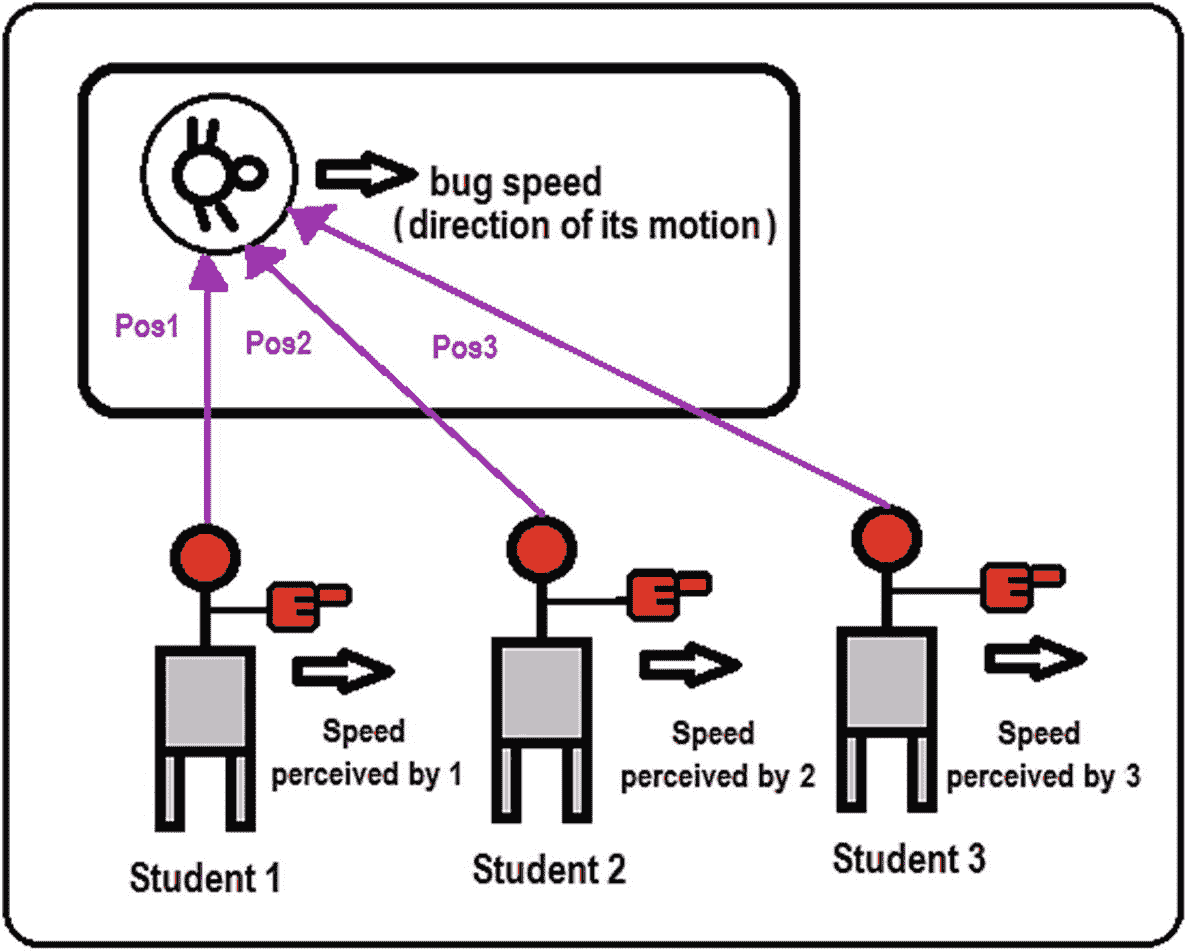 bug speed
(direction of its motion)
Pos1
Pos2
Pos3
Speed
perceived by 1
Speed
perceived by 2
Speed
perceived by 3
Student 1
Student 2
Student 3